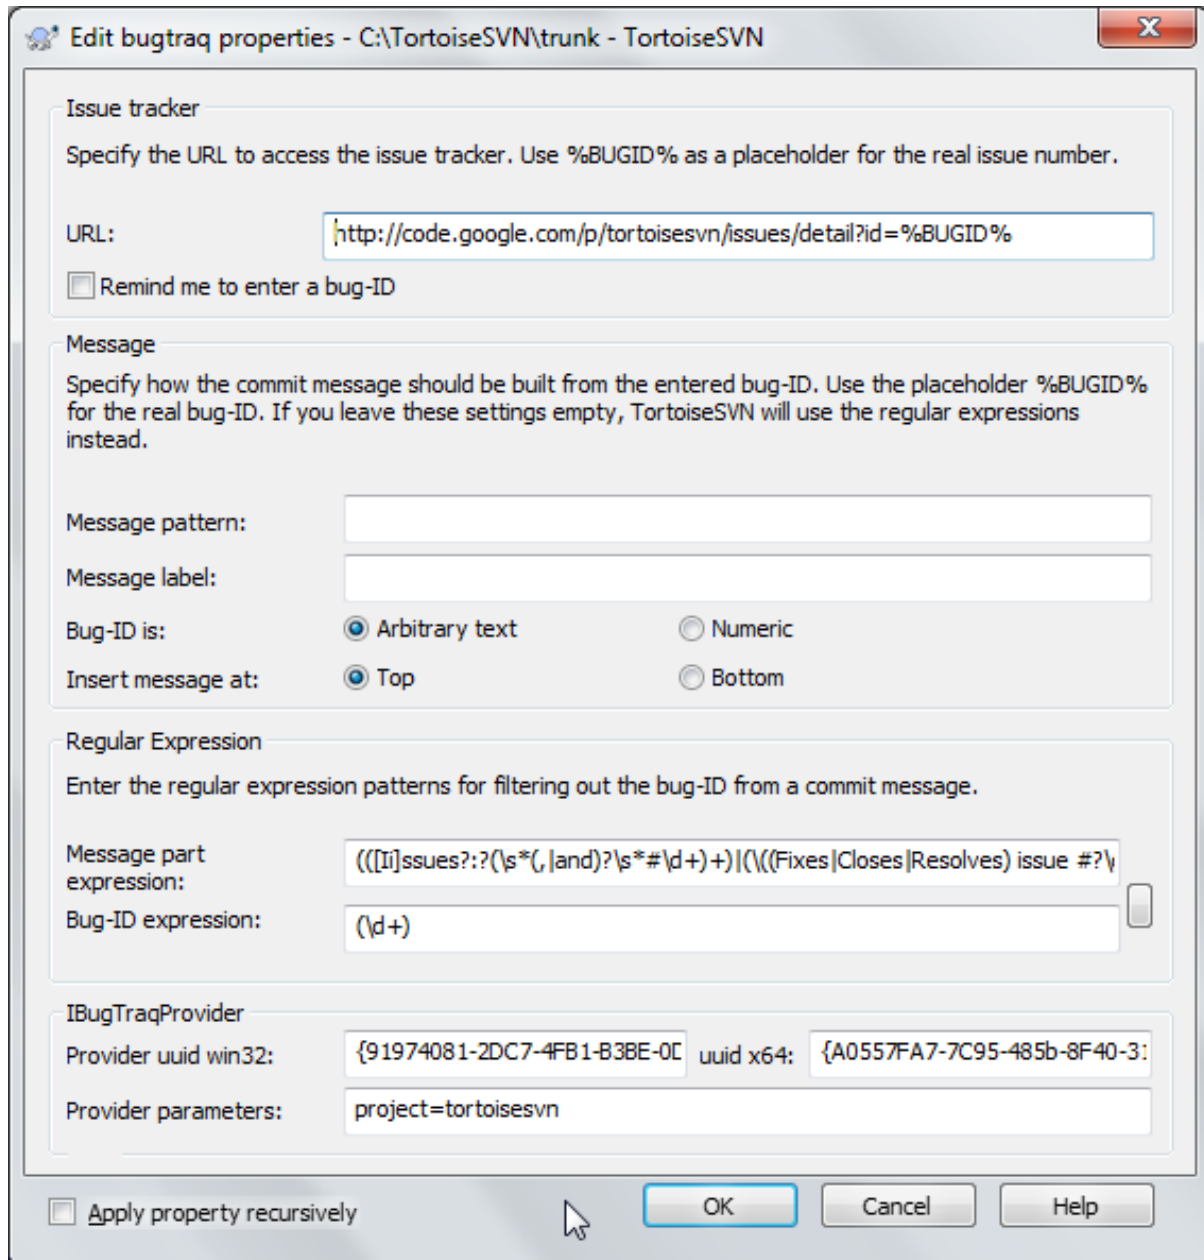 Edit bugtraq properties - C:\TortoiseSVN\trunk - TortoiseSVN
Issue tracker
Specify the URL to access the issue tracker. Use %BUGID% as a placeholder for the real issue number.
URL: http://code.google.com/p/tortoisesvn/issues/detail?id=%BUGID%
Remind me to enter a bug-ID
Message
Specify how the commit message should be built from the entered bug-ID. Use the placeholder %BUGID%
for the real bug-ID. If you leave these settings empty, TortoiseSVN will use the regular expressions
instead.
Message pattern:
Message label:
Bug-ID is: Arbitrary text Numeric
Insert message at: Top Bottom
Regular Expression
Enter the regular expression patterns for filtering out the bug-ID from a commit message.
Message part
expression:
(([Ii]ssues?:?(\s*(,|and)?\s*#\d+)+)|(\((Fixes|Closes|Resolves) issue #?\
Bug-ID expression: (\d+)
IBugTraqProvider
Provider uuid win32: {91974081-2DC7-4FB1-B3BE-0D uuid x64: {A0557FA7-7C95-485b-8F40-31
Provider parameters: project=tortoisesvn
Apply property recursively OK Cancel Help